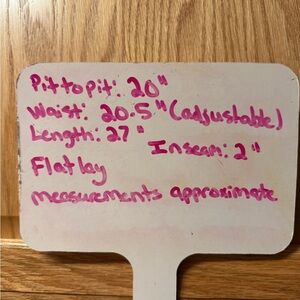 Pit to pit: 20"
Waist: 20.5" (adjustable)
Length: 27"
Inseam: 2"
Flat lay
measurements approximate